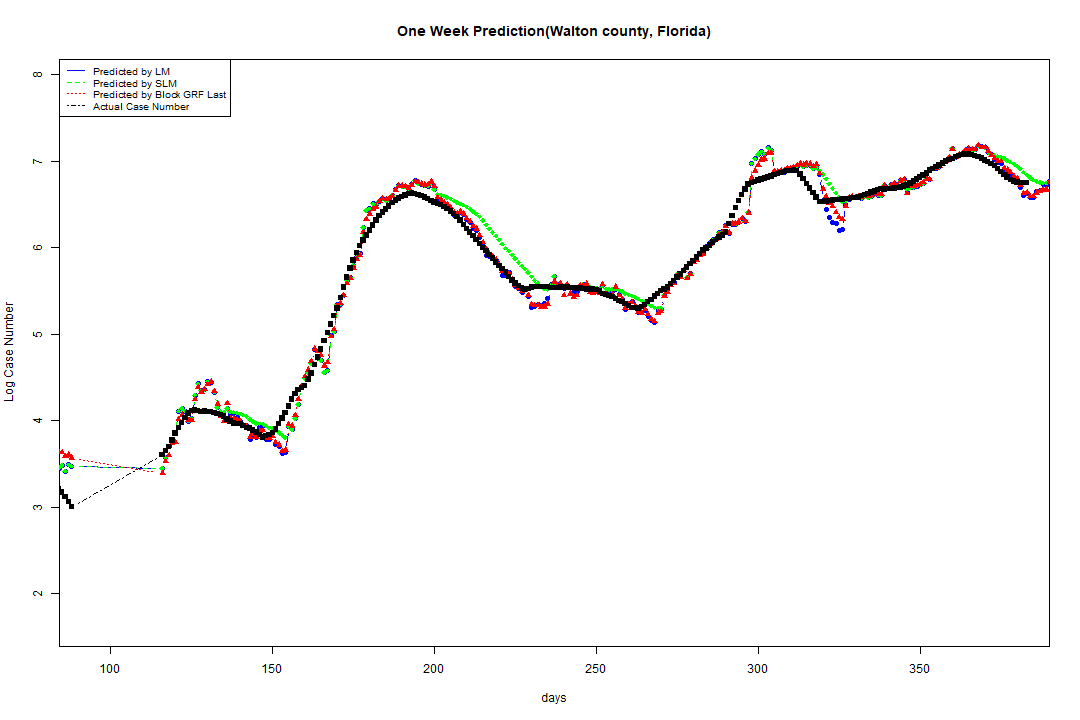 One Week Prediction(Walton county, Florida)
Predicted by LM
Predicted by SLM
Predicted by Block GRF Last
Actual Case Number
8
7
6
5
4
3
2
Log Case Number
100 150 200 250 300 350
days